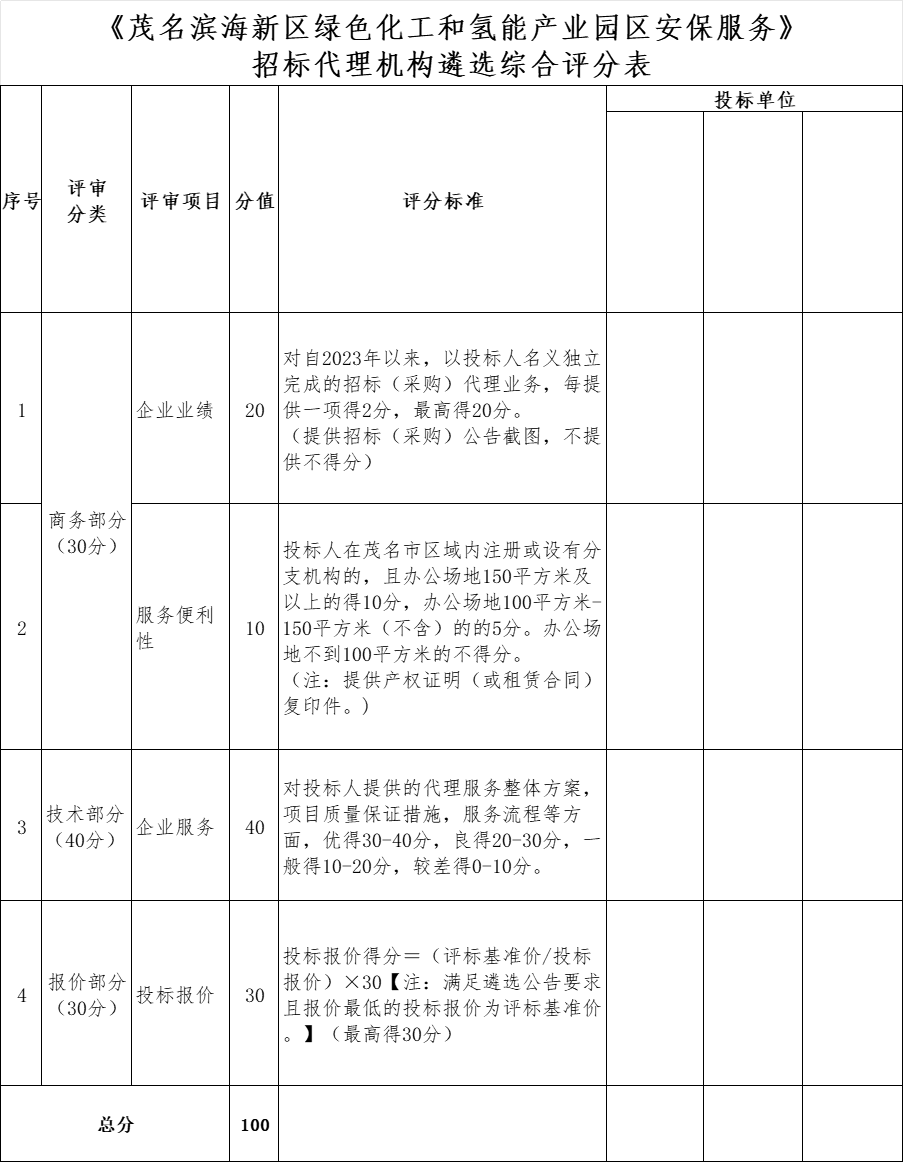 《茂名滨海新区绿色化工和氢能产业园区安保服务》
招标代理机构遴选综合评分表
序号
评审
分类
评审项目
分值
评分标准
投标单位
1
商务部分
（30分）
企业业绩
20
对自2023年以来，以投标人名义独立
完成的招标（采购）代理业务，每提
供一项得2分，最高得20分。
（提供招标（采购）公告截图，不提
供不得分）
2
服务便利
性
10
投标人在茂名市区域内注册或设有分
支机构的，且办公场地150平方米及
以上的得10分，办公场地100平方米-
150平方米（不含）的的5分。办公场
地不到100平方米的不得分。
（注：提供产权证明（或租赁合同）
复印件。)
3
技术部分
（40分）
企业服务
40
对投标人提供的代理服务整体方案，
项目质量保证措施，服务流程等方
面，优得30-40分，良得20-30分，一
般得10-20分，较差得0-10分。
4
报价部分
（30分）
投标报价
30
投标报价得分＝（评标基准价/投标
报价）×30【注：满足遴选公告要求
且报价最低的投标报价为评标基准价
。】（最高得30分）
总分
100